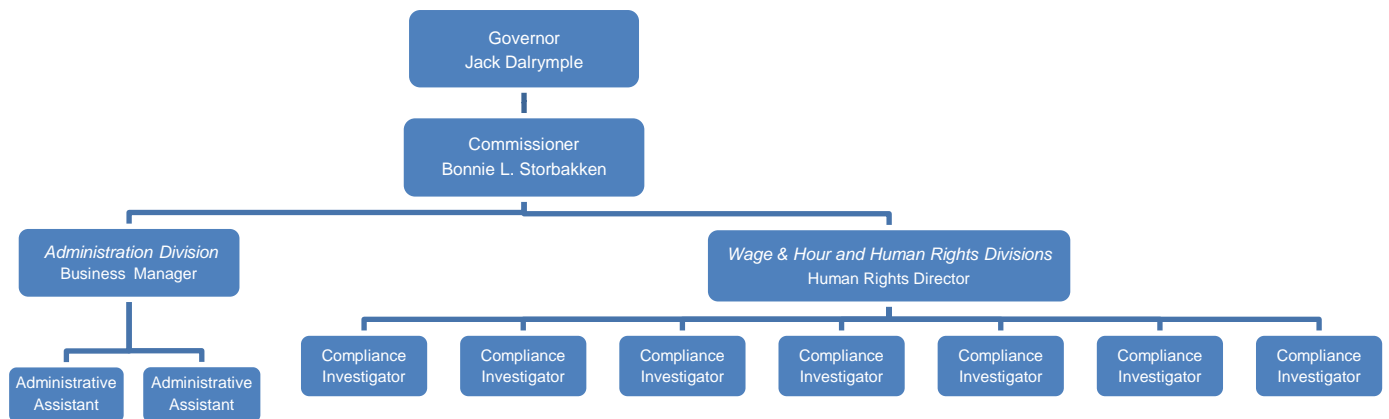 Governor
Jack Dalrymple
Commissioner
Bonnie L. Storbakken
Administration Division
Business Manager
Wage & Hour and Human Rights Divisions
Human Rights Director
Administrative
Assistant
Administrative
Assistant
Compliance
Investigator
Compliance
Investigator
Compliance
Investigator
Compliance
Investigator
Compliance
Investigator
Compliance
Investigator
Compliance
Investigator